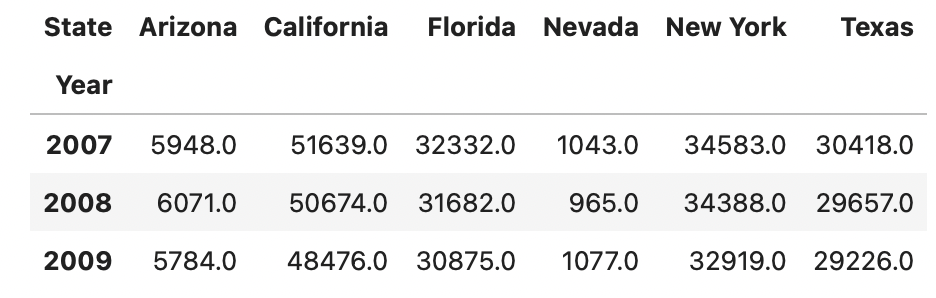 State Arizona California Florida Nevada New York Texas
Year
2007 5948.0 51639.0 32332.0 1043.0 34583.0 30418.0
2008 6071.0 50674.0 31682.0 965.0 34388.0 29657.0
2009 5784.0 48476.0 30875.0 1077.0 32919.0 29226.0